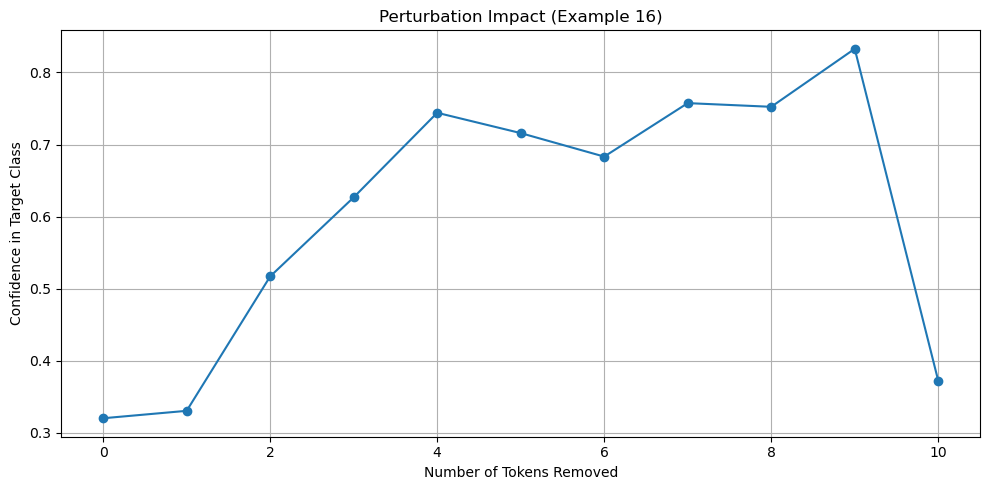 Perturbation Impact (Example 16)
Confidence in Target Class
0.8
0.7
0.6
0.5
0.4
0.3
0 2 4 6 8 10
Number of Tokens Removed